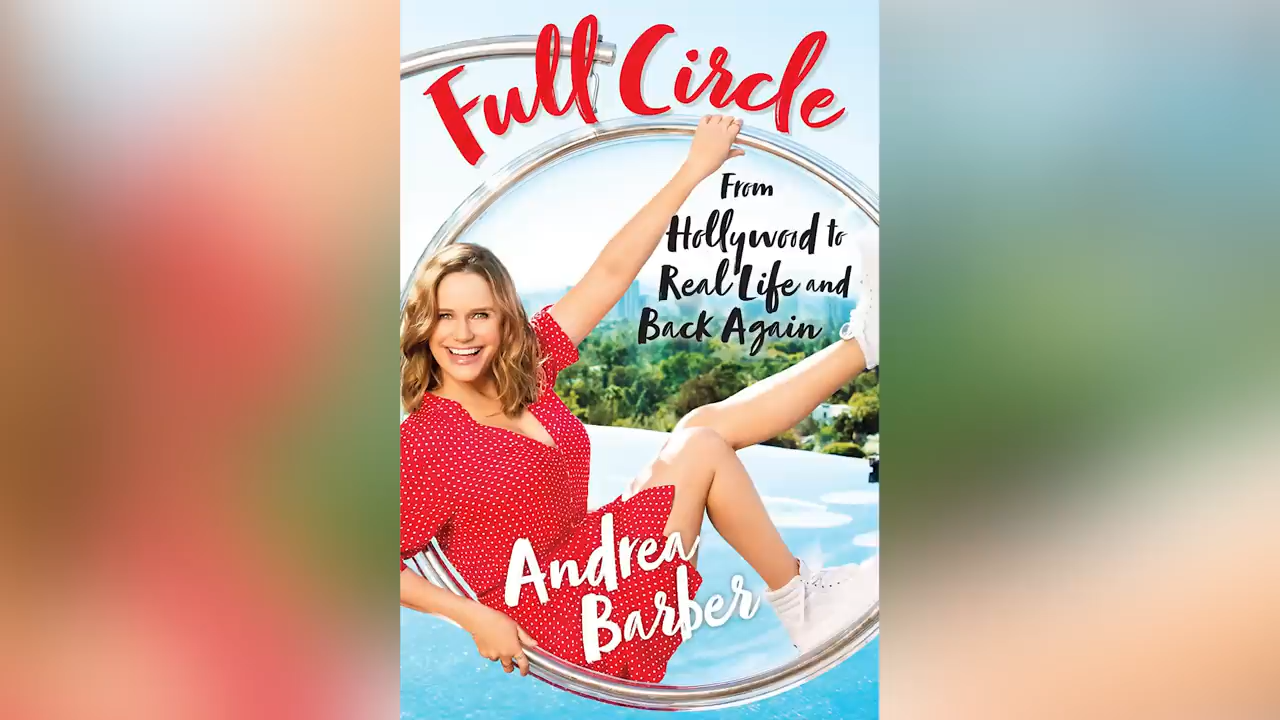 Full Circle
From
Hollywood to
Real Life and
Back Again
Andrea
Barber